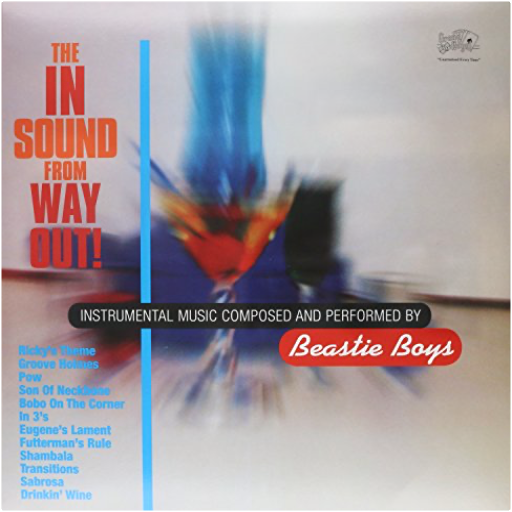 THE
IN
SOUND
FROM
WAY
OUT!
INSTRUMENTAL MUSIC COMPOSED AND PERFORMED BY
Beastie Boys
Ricky's Theme
Groove Holmes
Pow
Son Of Neckbone
Bobo On The Corner
In 3's
Eugene's Lament
Futterman's Rule
Shambala
Transitions
Sabrosa
Drinkin' Wine